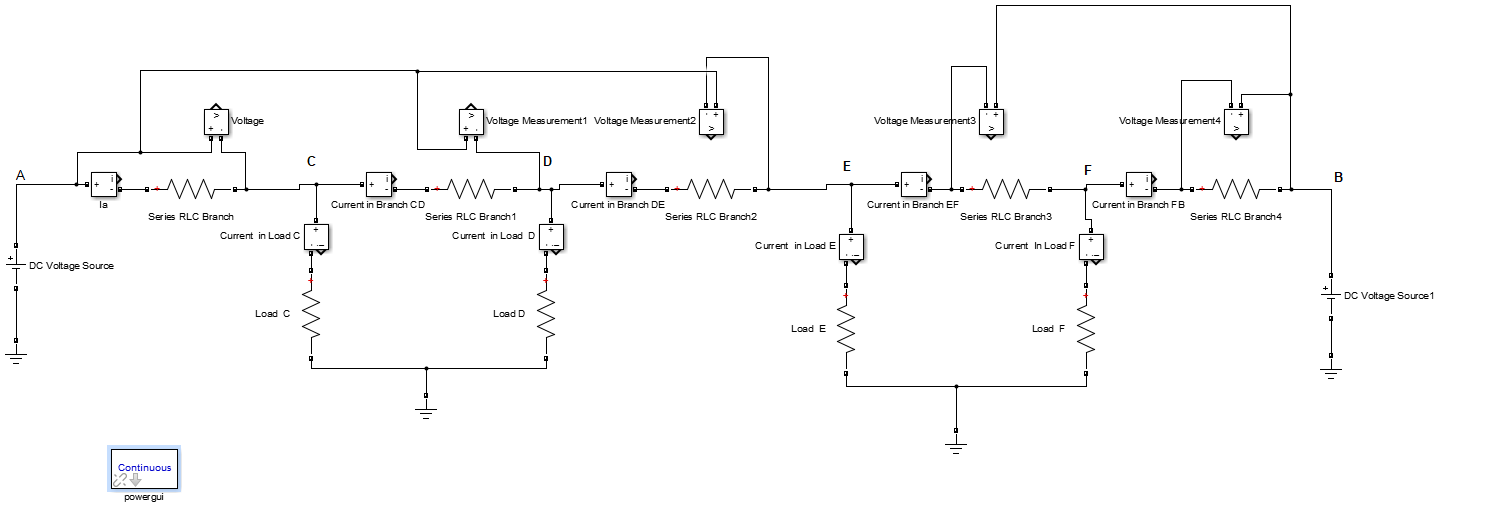 Voltage
Voltage Measurement1
Voltage Measurement2
Voltage Measurement3
Voltage Measurement4
A
C
D
E
F
B
Ia
Series RLC Branch
Current in Branch CD
Series RLC Branch1
Current in Branch DE
Series RLC Branch2
Current in Branch EF
Series RLC Branch3
Current in Branch FB
Series RLC Branch4
Current in Load C
Current in Load D
Current in Load E
Current In Load F
DC Voltage Source
DC Voltage Source1
Load C
Load D
Load E
Load F
Continuous
powergui